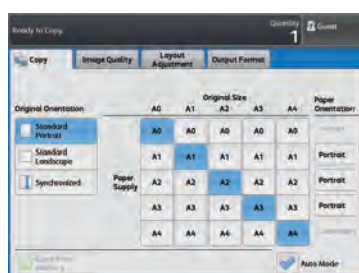 Ready to Copy.
Quantity
1
Guest
Copy
Image Quality
Layout
Adjustment
Output Format
Original Orientation
Original Size
Paper
Orientation
A0 A1 A2 A3 A4
Standard
Portrait
A0 A0 A0 A0 A0
Standard
Landscape
A1 A1 A1 A1 A1
Portrait
Synchronized
Paper
Supply
A2 A2 A2 A2 A2
Portrait
A3 A3 A3 A3 A3
Portrait
A4 A4 A4 A4 A4
Auto Mode